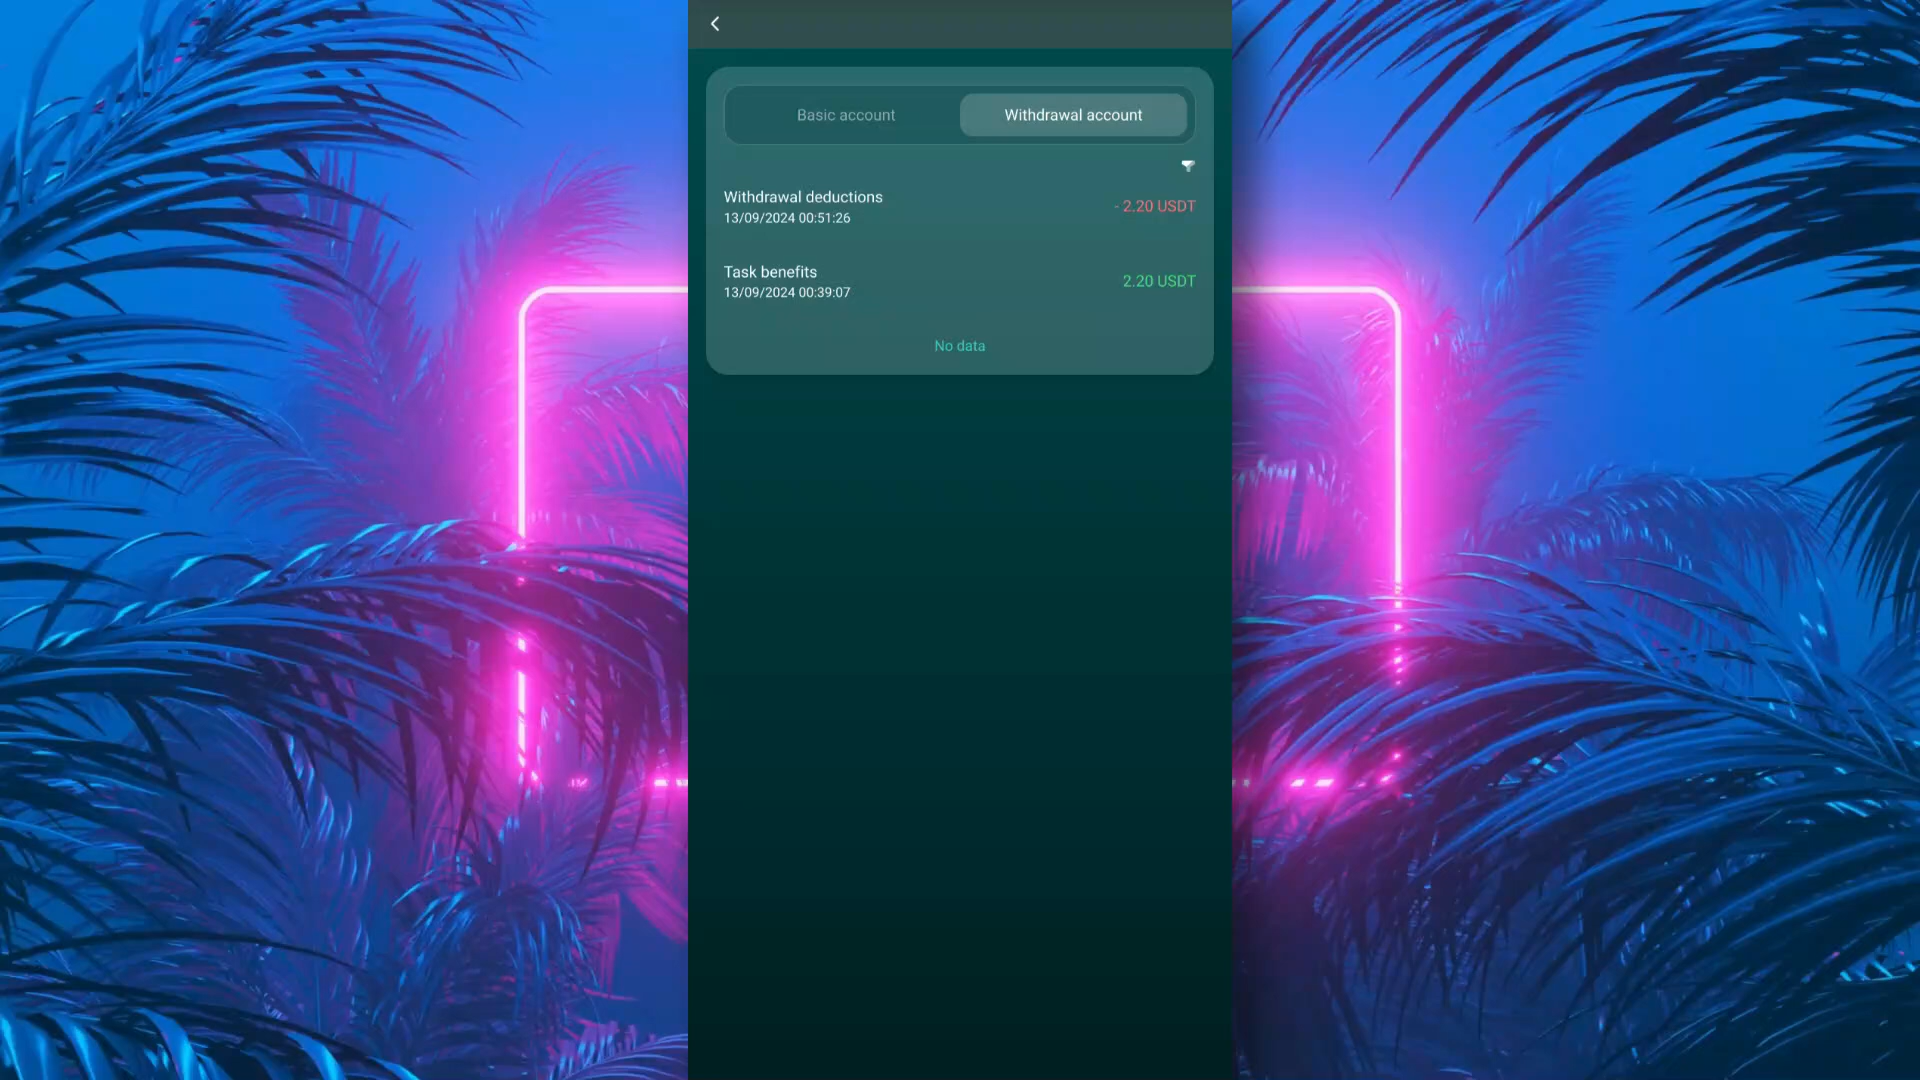 Basic account
Withdrawal account
Withdrawal deductions
- 2.20 USDT
13/09/2024 00:51:26
Task benefits
2.20 USDT
13/09/2024 00:39:07
No data